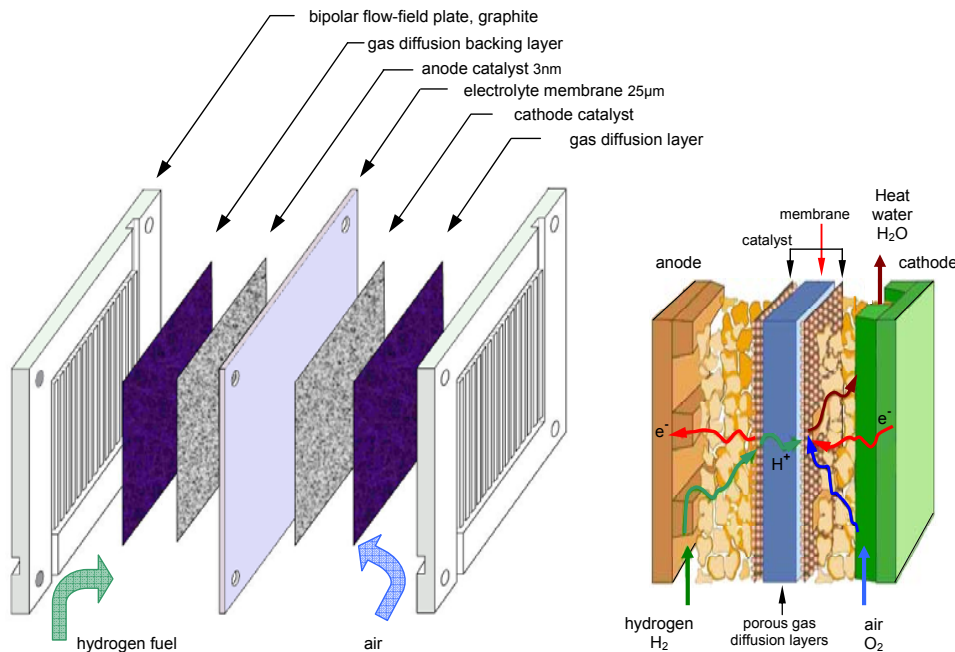 bipolar flow-field plate, graphite
gas diffusion backing layer
anode catalyst 3nm
electrolyte membrane 25µm
cathode catalyst
gas diffusion layer
hydrogen fuel
air
Heat
water
H₂O
membrane
catalyst
anode
cathode
e⁻
e⁻
H⁺
hydrogen
H₂
porous gas
diffusion layers
air
O₂